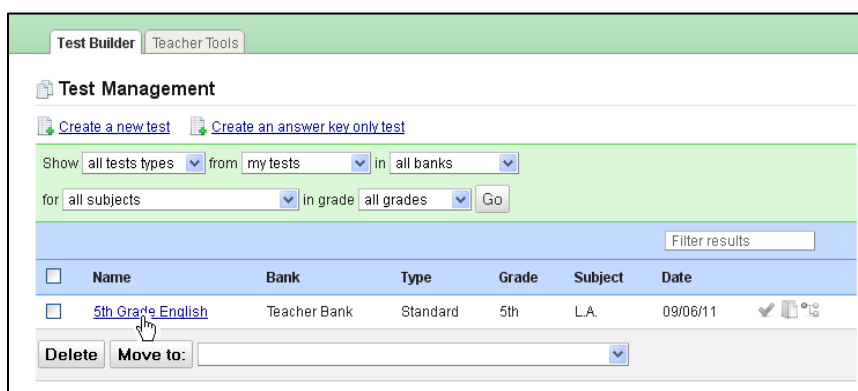 Test Builder Teacher Tools
Test Management
Create a new test Create an answer key only test
Show all tests types from my tests in all banks
for all subjects in grade all grades Go
Filter results
Name Bank Type Grade Subject Date
5th Grade English Teacher Bank Standard 5th L.A. 09/06/11
Delete Move to: